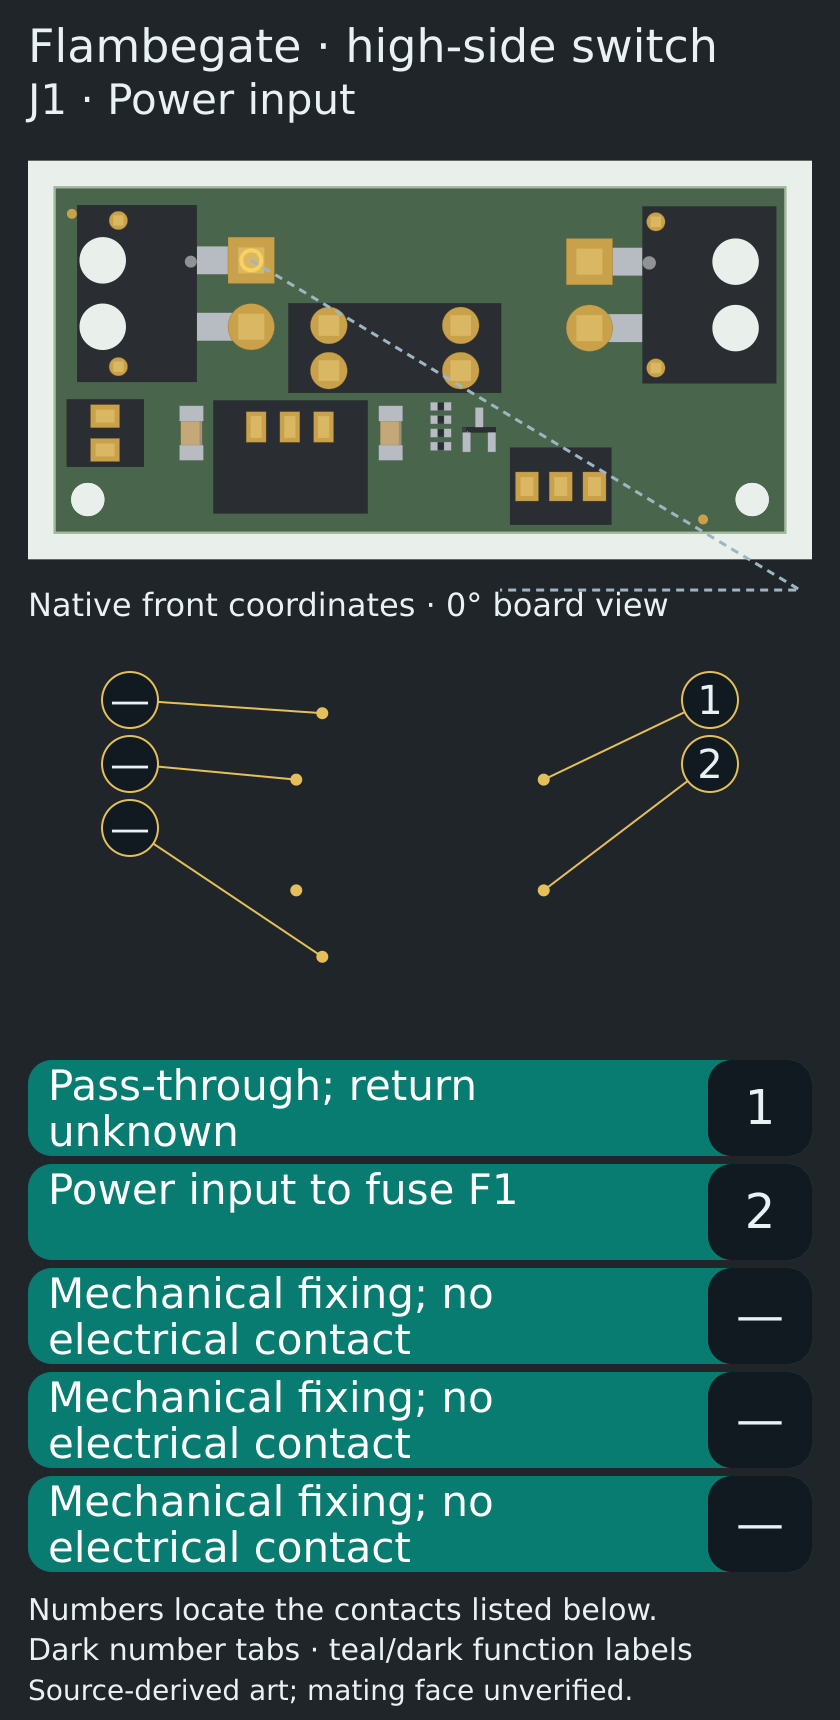 Flambegate · high-side switch
J1 · Power input
Native front coordinates · 0° board view
—
1
—
2
—
Pass-through; return
unknown
1
Power input to fuse F1
2
Mechanical fixing; no
electrical contact
—
Mechanical fixing; no
electrical contact
—
Mechanical fixing; no
electrical contact
—
Numbers locate the contacts listed below.
Dark number tabs · teal/dark function labels
Source-derived art; mating face unverified.